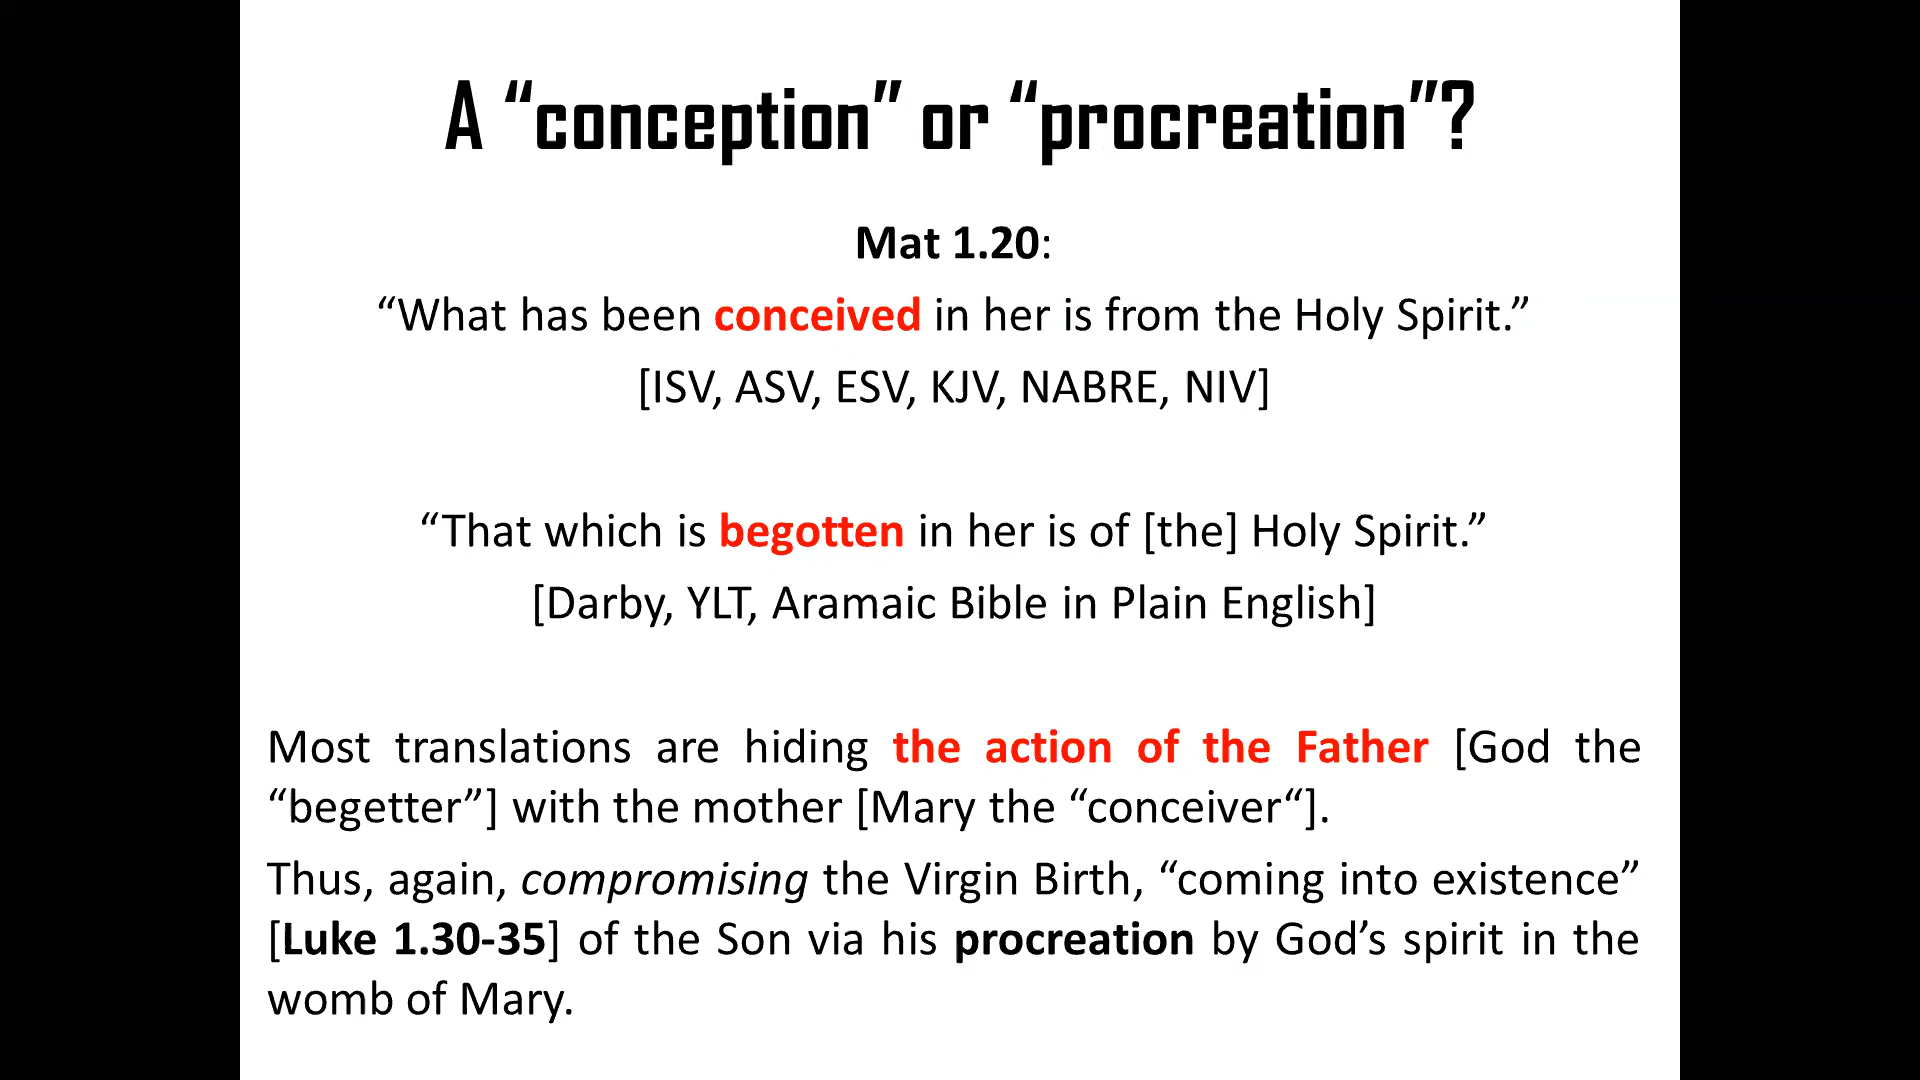 A “conception” or “procreation”?
Mat 1.20:
“What has been conceived in her is from the Holy Spirit.”
[ISV, ASV, ESV, KJV, NABRE, NIV]
“That which is begotten in her is of [the] Holy Spirit.”
[Darby, YLT, Aramaic Bible in Plain English]
Most translations are hiding the action of the Father [God the
“begetter”] with the mother [Mary the “conceiver“].
Thus, again, compromising the Virgin Birth, “coming into existence”
[Luke 1.30-35] of the Son via his procreation by God’s spirit in the
womb of Mary.